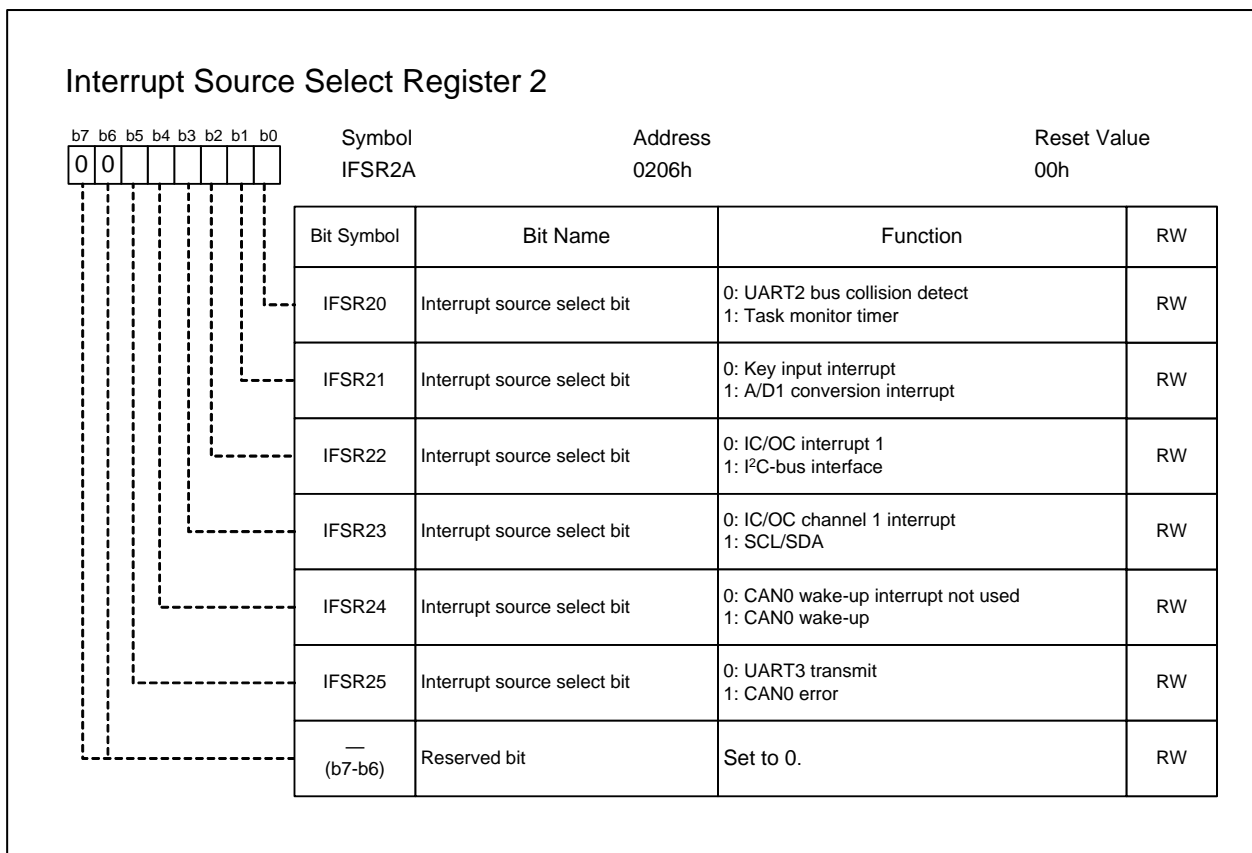 Interrupt Source Select Register 2
b7 b6 b5 b4 b3 b2 b1 b0
Symbol Address Reset Value
0 0
IFSR2A 0206h 00h
Bit Symbol Bit Name Function RW
IFSR20 Interrupt source select bit 0: UART2 bus collision detect RW
1: Task monitor timer
IFSR21 Interrupt source select bit 0: Key input interrupt RW
1: A/D1 conversion interrupt
IFSR22 Interrupt source select bit 0: IC/OC interrupt 1 RW
1: I²C-bus interface
IFSR23 Interrupt source select bit 0: IC/OC channel 1 interrupt RW
1: SCL/SDA
IFSR24 Interrupt source select bit 0: CAN0 wake-up interrupt not used RW
1: CAN0 wake-up
IFSR25 Interrupt source select bit 0: UART3 transmit RW
1: CAN0 error
—
(b7-b6) Reserved bit Set to 0. RW